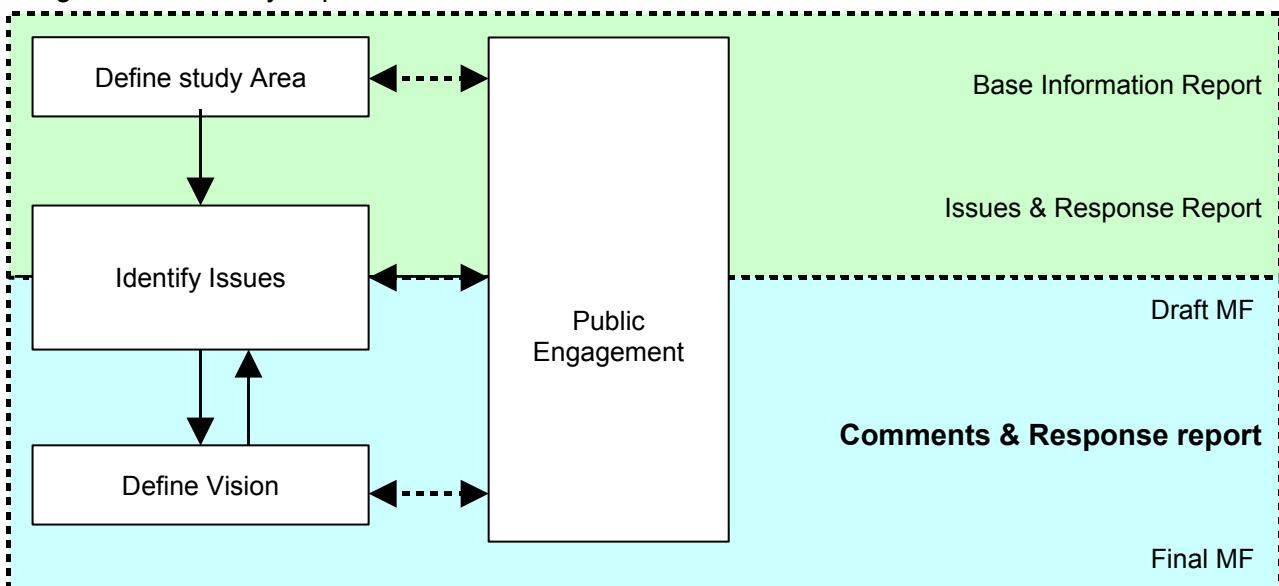 Define study Area
Base Information Report
Issues & Response Report
Identify Issues
Draft MF
Public
Engagement
Comments & Response report
Define Vision
Final MF